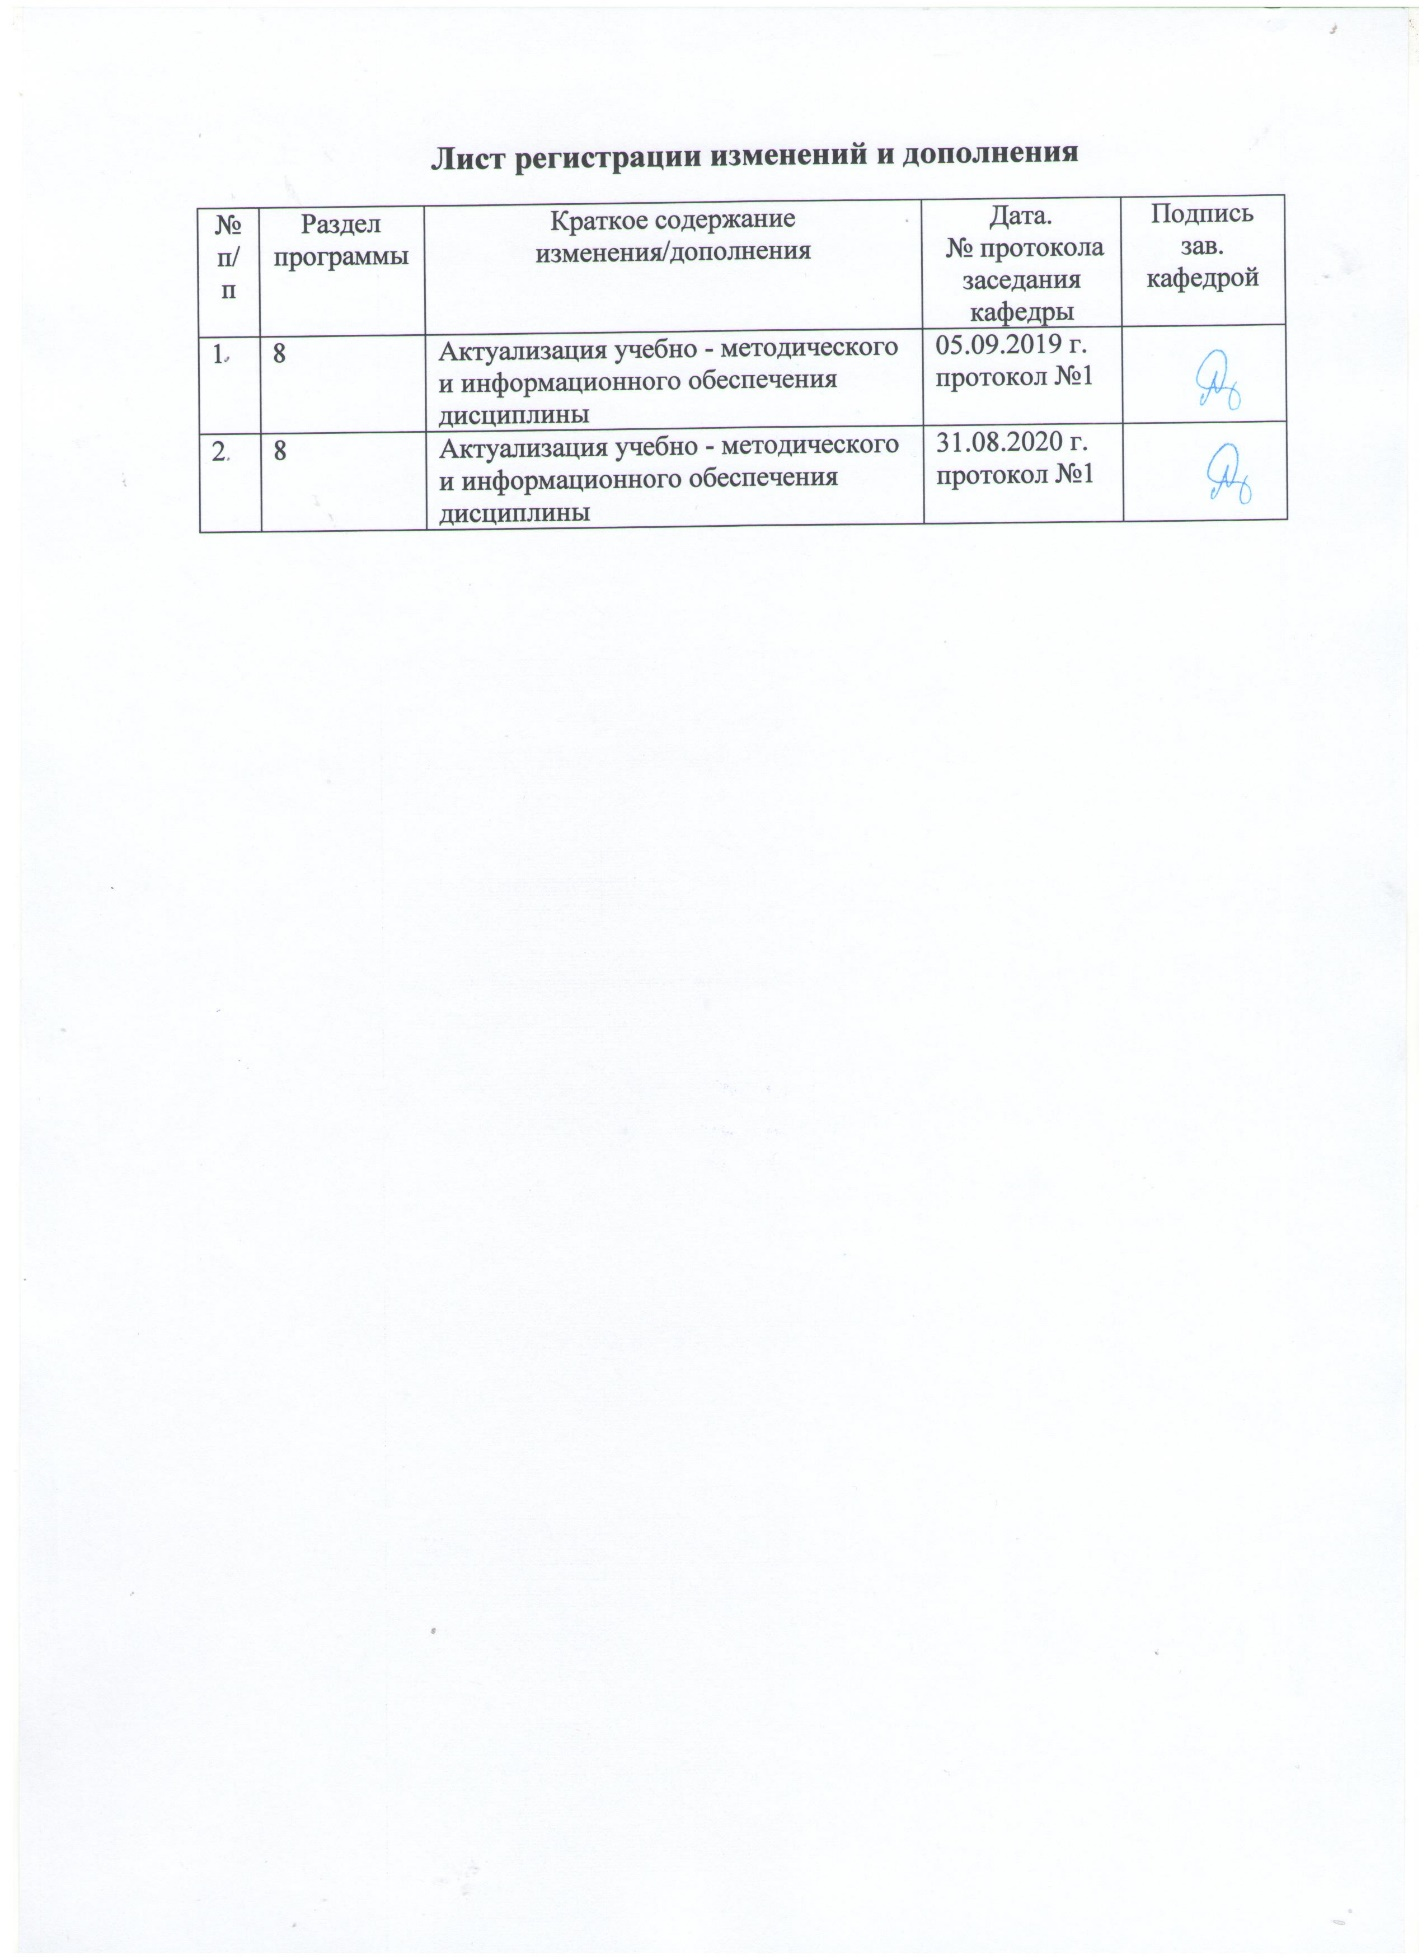 Лист регистрации изменений и дополнения
№ п/ п
Раздел программы
Краткое содержание изменения/дополнения
Дата. № протокола заседания кафедры
Подпись зав. кафедрой
1.
8
Актуализация учебно - методического
и информационного обеспечения
дисциплины
05.09.2019 г.
протокол №1
2.
8
Актуализация учебно - методического
и информационного обеспечения
дисциплины
31.08.2020 г.
протокол №1